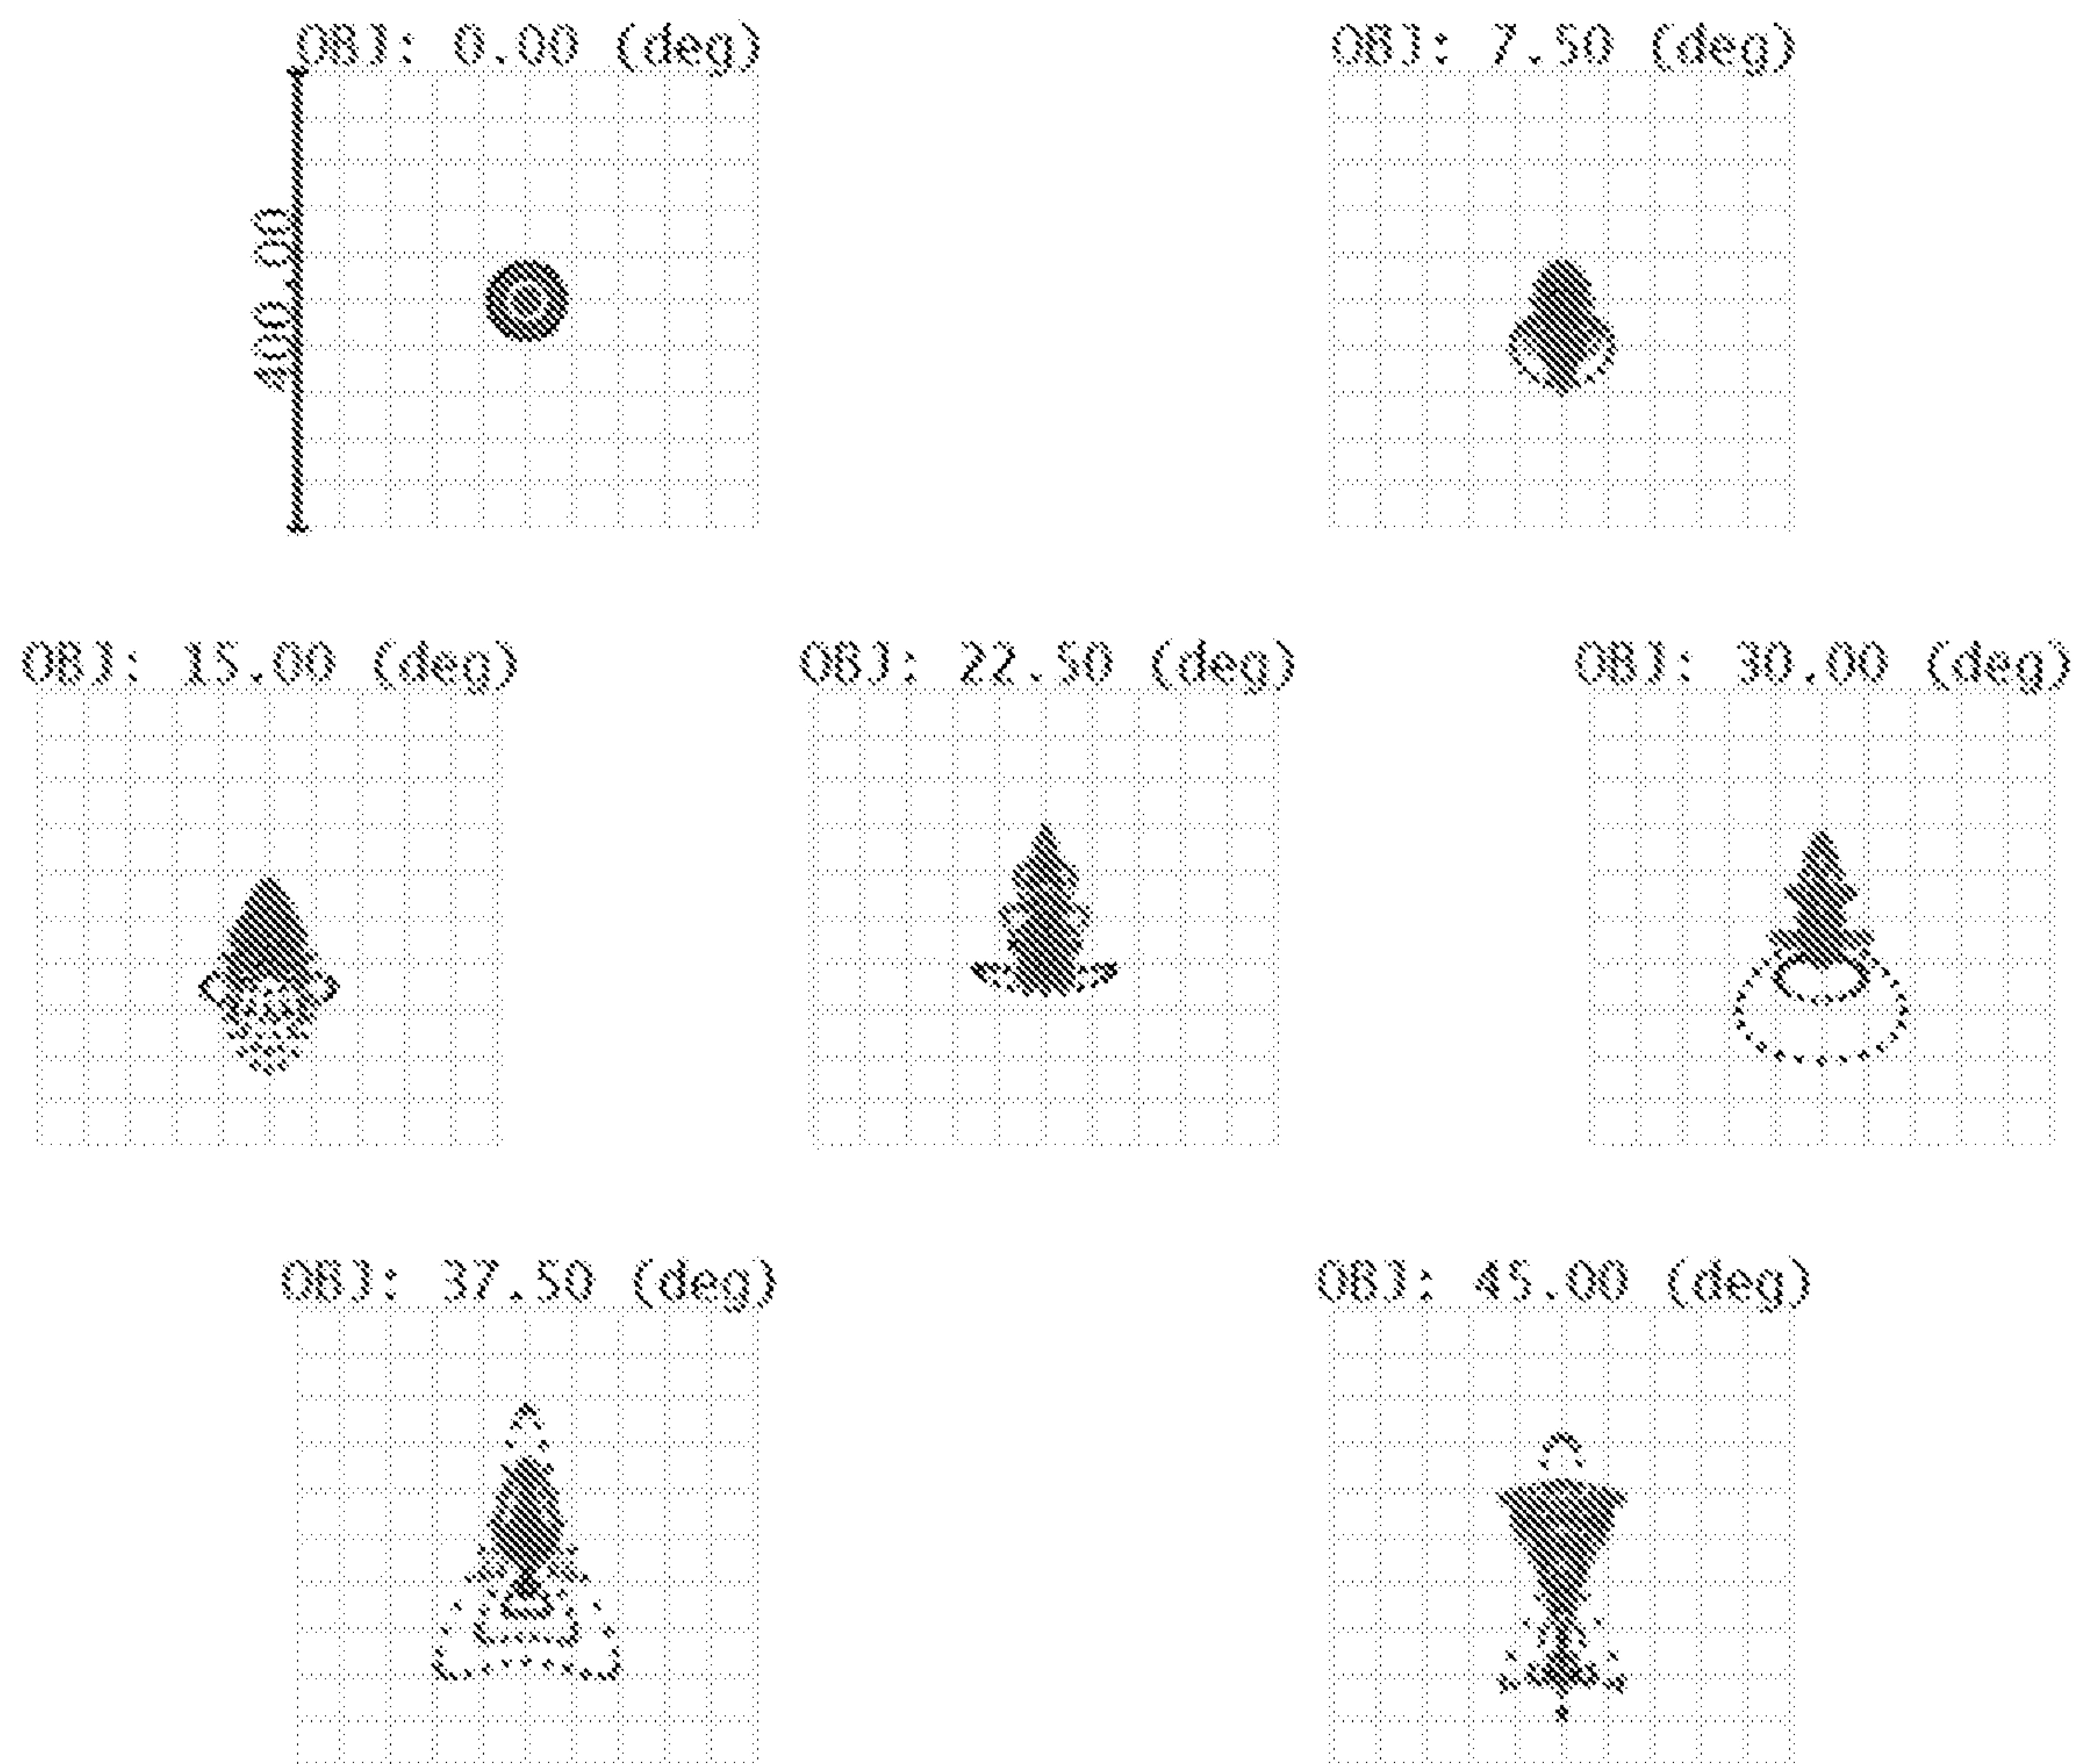 OBJ: 0.00 (deg)
OBJ: 7.50 (deg)
400.00
OBJ: 15.00 (deg)
OBJ: 22.50 (deg)
OBJ: 30.00 (deg)
OBJ: 37.50 (deg)
OBJ: 45.00 (deg)